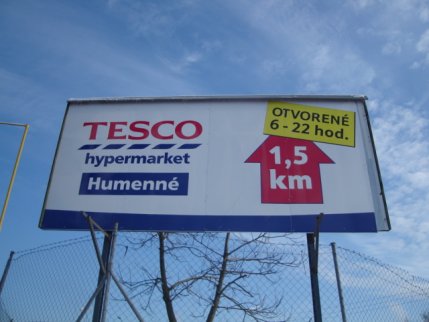 TESCO
hypermarket
Humenné
OTVORENÉ
6 - 22 hod.
1,5
km